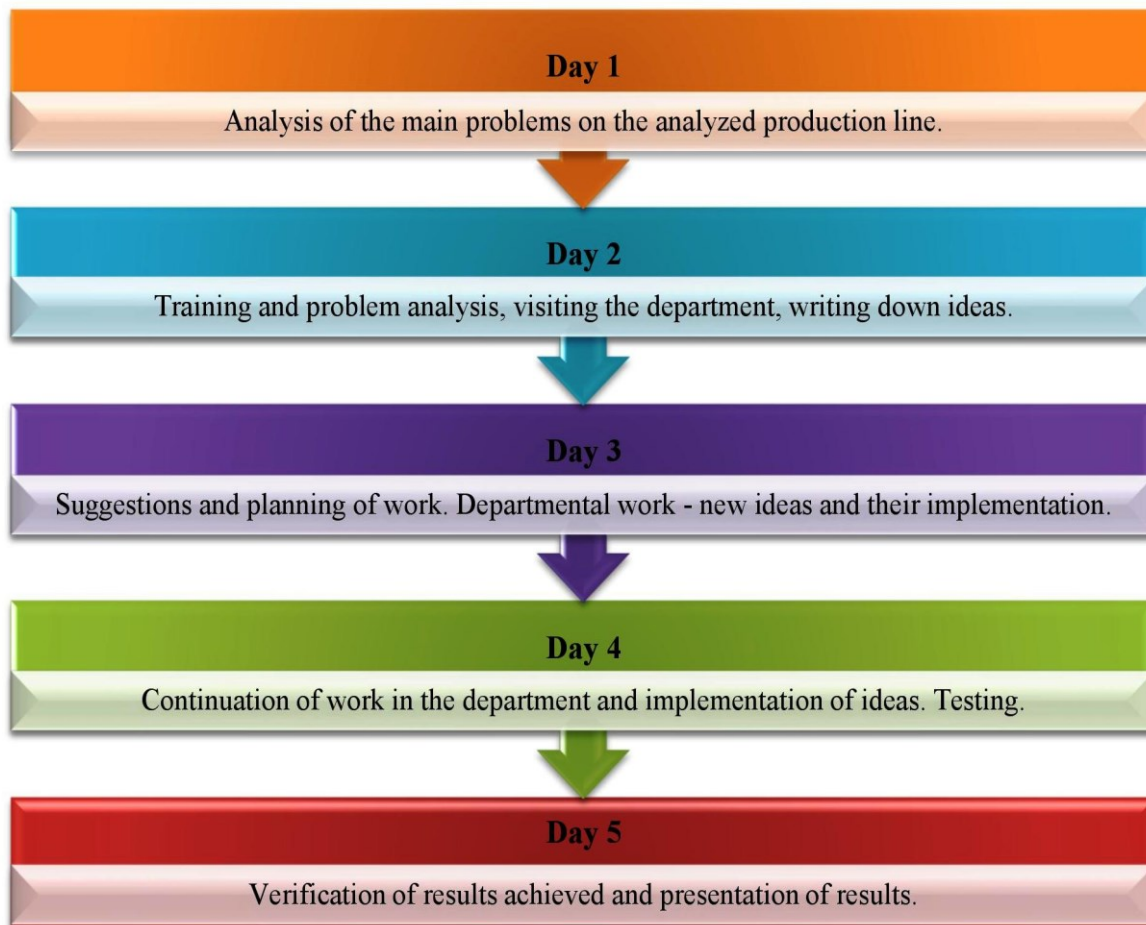 Day 1
Analysis of the main problems on the analyzed production line.
Day 2
Training and problem analysis, visiting the department, writing down ideas.
Day 3
Suggestions and planning of work. Departmental work - new ideas and their implementation.
Day 4
Continuation of work in the department and implementation of ideas. Testing.
Day 5
Verification of results achieved and presentation of results.